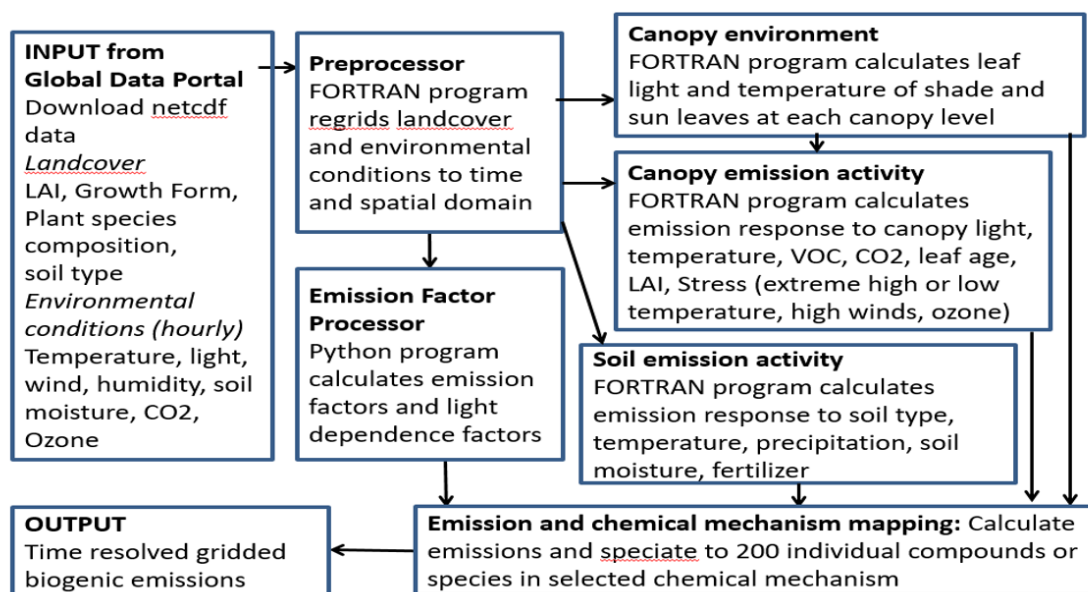 INPUT from
Global Data Portal
Download netcdf
data
Landcover
LAI, Growth Form,
Plant species
composition,
soil type
Environmental
conditions (hourly)
Temperature, light,
wind, humidity, soil
moisture, CO2,
Ozone
Preprocessor
FORTRAN program
regrids landcover
and environmental
conditions to time
and spatial domain
Emission Factor
Processor
Python program
calculates emission
factors and light
dependence factors
Canopy environment
FORTRAN program calculates leaf
light and temperature of shade and
sun leaves at each canopy level
Canopy emission activity
FORTRAN program calculates
emission response to canopy light,
temperature, VOC, CO2, leaf age,
LAI, Stress (extreme high or low
temperature, high winds, ozone)
Soil emission activity
FORTRAN program calculates
emission response to soil type,
temperature, precipitation, soil
moisture, fertilizer
Emission and chemical mechanism mapping: Calculate
emissions and speciate to 200 individual compounds or
species in selected chemical mechanism
OUTPUT
Time resolved gridded
biogenic emissions